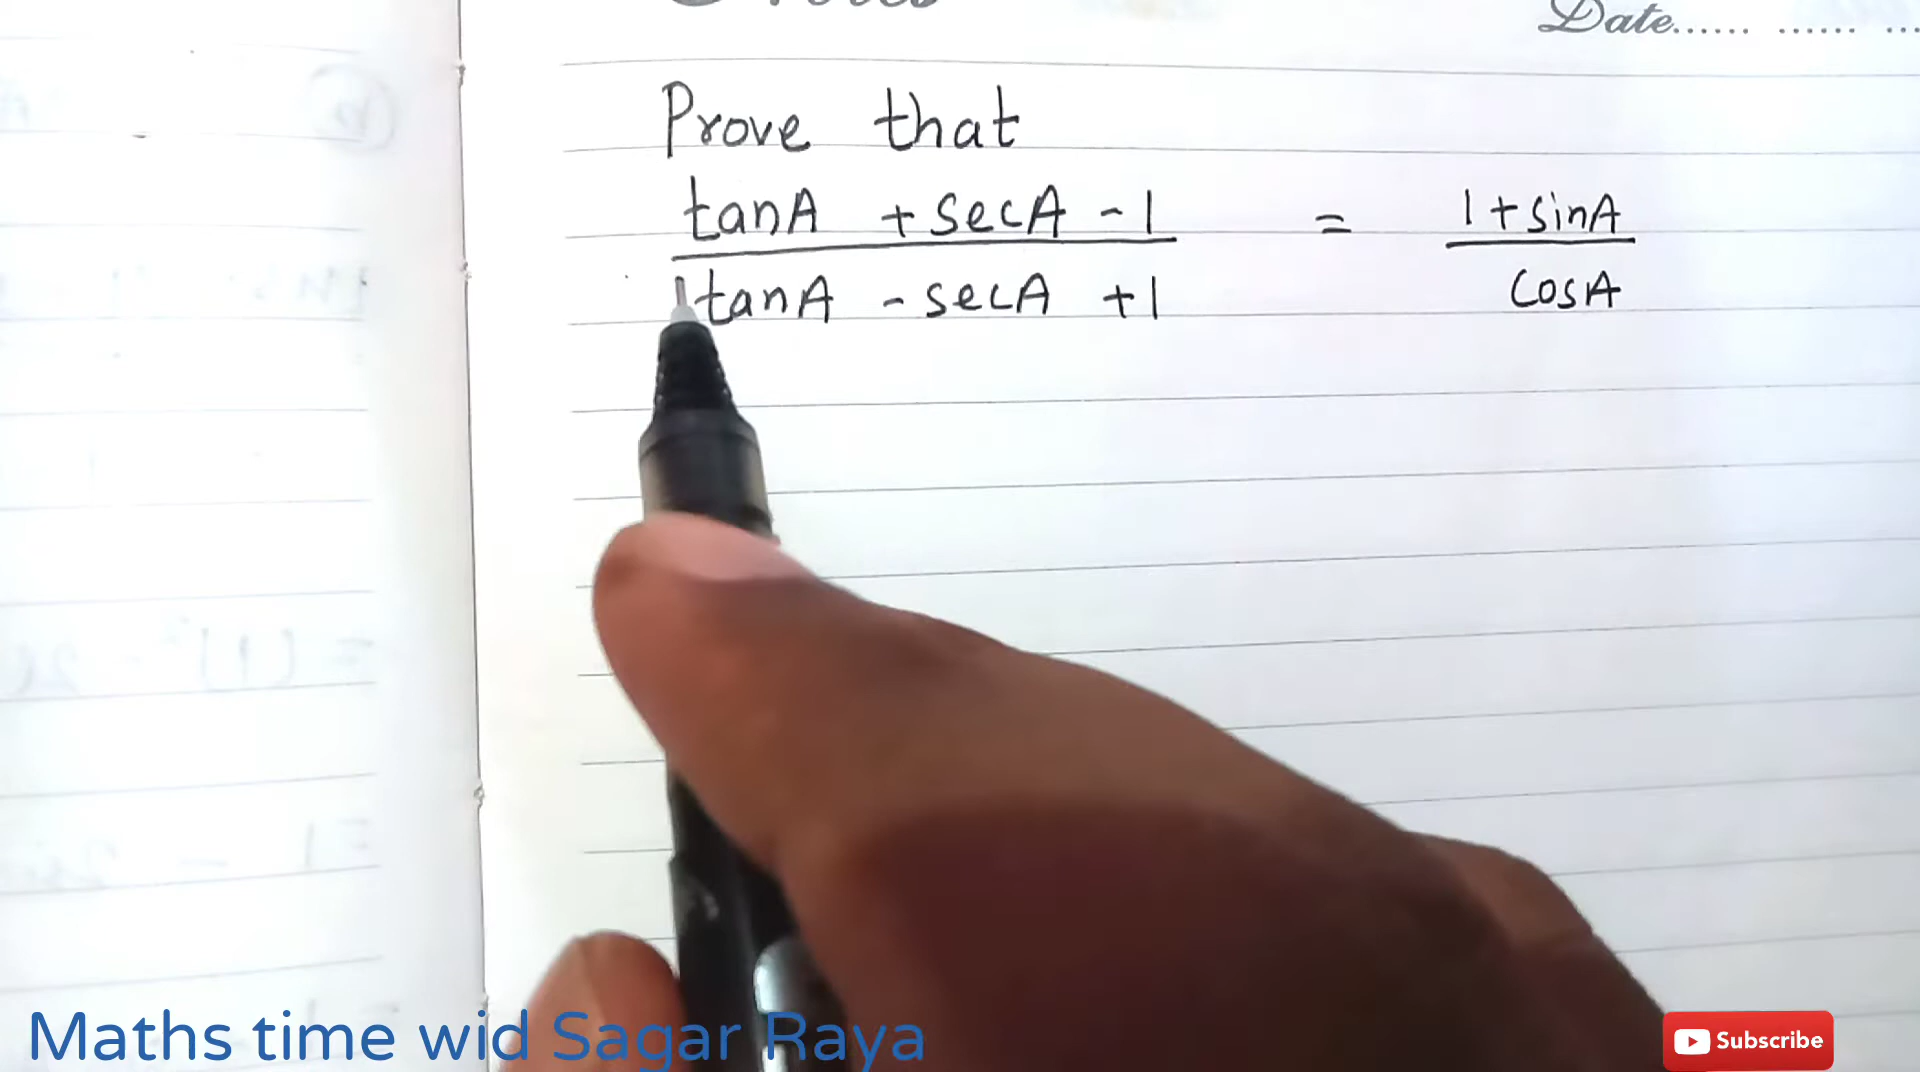 Date...... ...... ...
Prove that
tanA + secA - 1 = 1 + sinA
tanA - secA + 1 cosA
Maths time wid Sagar Raya
Subscribe